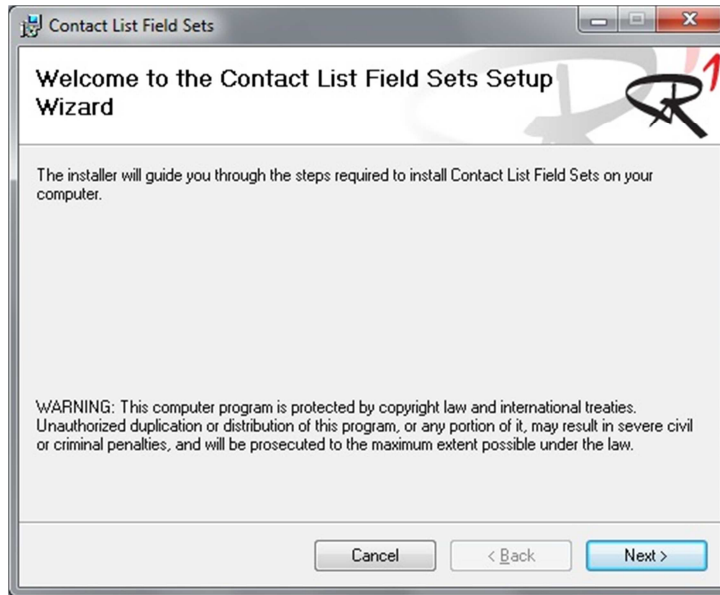 Contact List Field Sets
Welcome to the Contact List Field Sets Setup
Wizard
The installer will guide you through the steps required to install Contact List Field Sets on your
computer.
WARNING: This computer program is protected by copyright law and international treaties.
Unauthorized duplication or distribution of this program, or any portion of it, may result in severe civil
or criminal penalties, and will be prosecuted to the maximum extent possible under the law.
Cancel
< Back
Next >